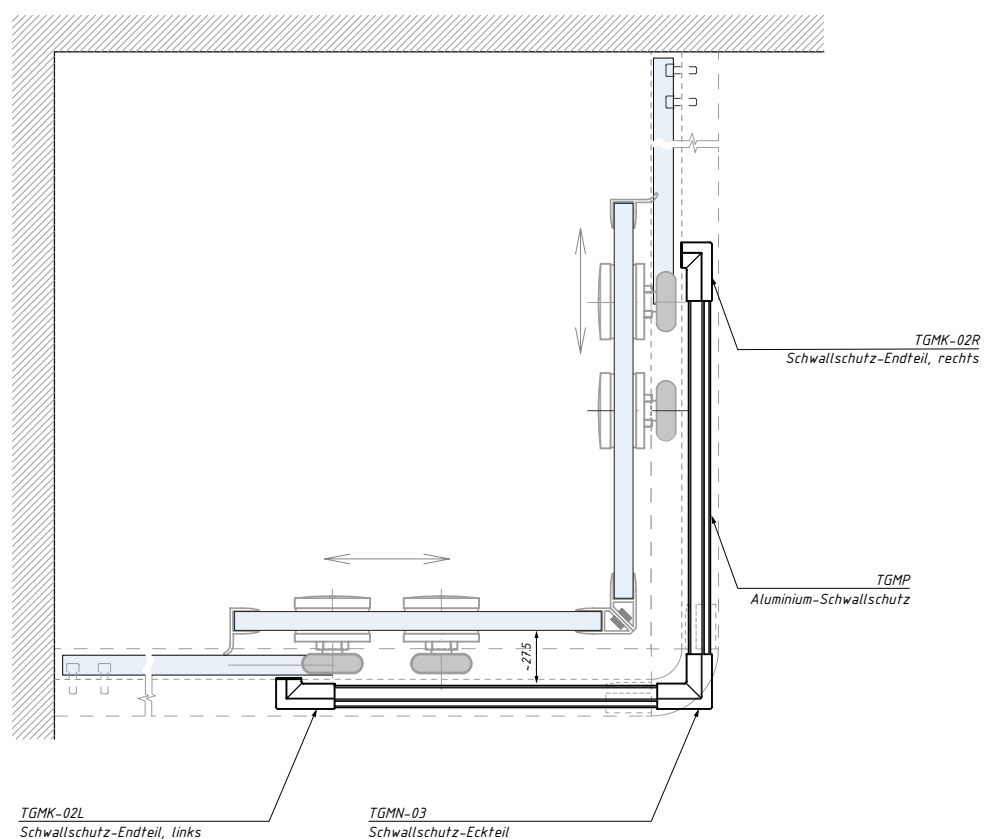 TGMK-02R
Schwallschutz-Endteil, rechts
TGMP
Aluminium-Schwallschutz
~27.5
TGMK-02L
Schwallschutz-Endteil, links
TGMN-03
Schwallschutz-Eckteil